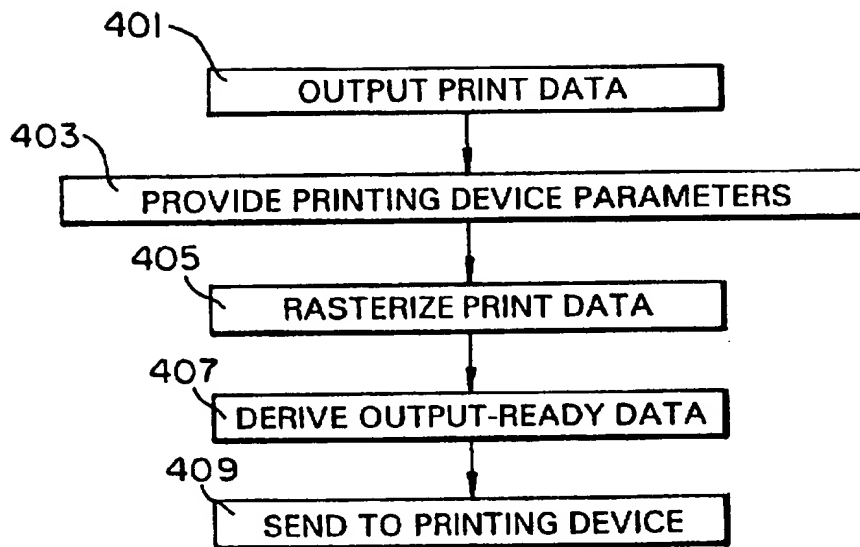 401
OUTPUT PRINT DATA
403
PROVIDE PRINTING DEVICE PARAMETERS
405
RASTERIZE PRINT DATA
407
DERIVE OUTPUT-READY DATA
409
SEND TO PRINTING DEVICE